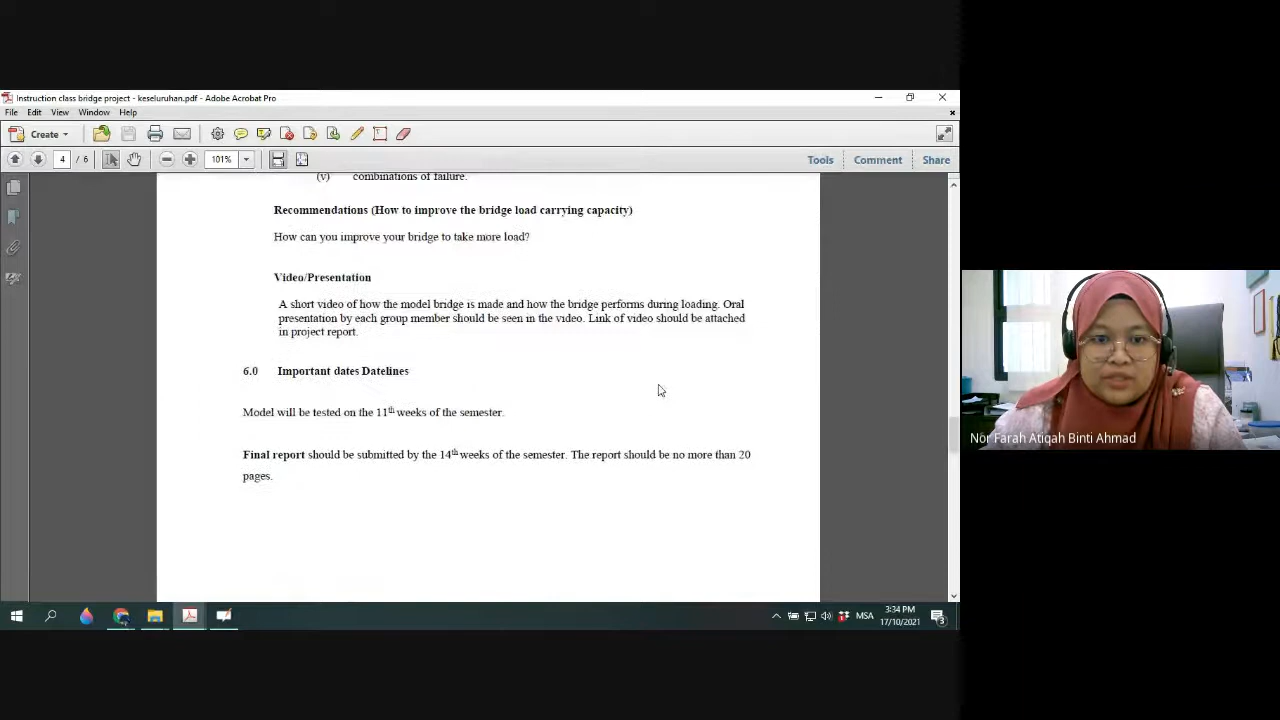 Instruction class bridge project - keseluruhan.pdf - Adobe Acrobat Pro
File Edit View Window Help
Create
4 / 6 101% Tools Comment Share
(v) combinations of failure.
Recommendations (How to improve the bridge load carrying capacity)
How can you improve your bridge to take more load?
Video/Presentation
A short video of how the model bridge is made and how the bridge performs during loading. Oral
presentation by each group member should be seen in the video. Link of video should be attached
in project report.
6.0 Important dates Datelines
Model will be tested on the 11th weeks of the semester.
Final report should be submitted by the 14th weeks of the semester. The report should be no more than 20
pages.
Nor Farah Atiqah Binti Ahmad
MSA
3:34 PM
17/10/2021
3